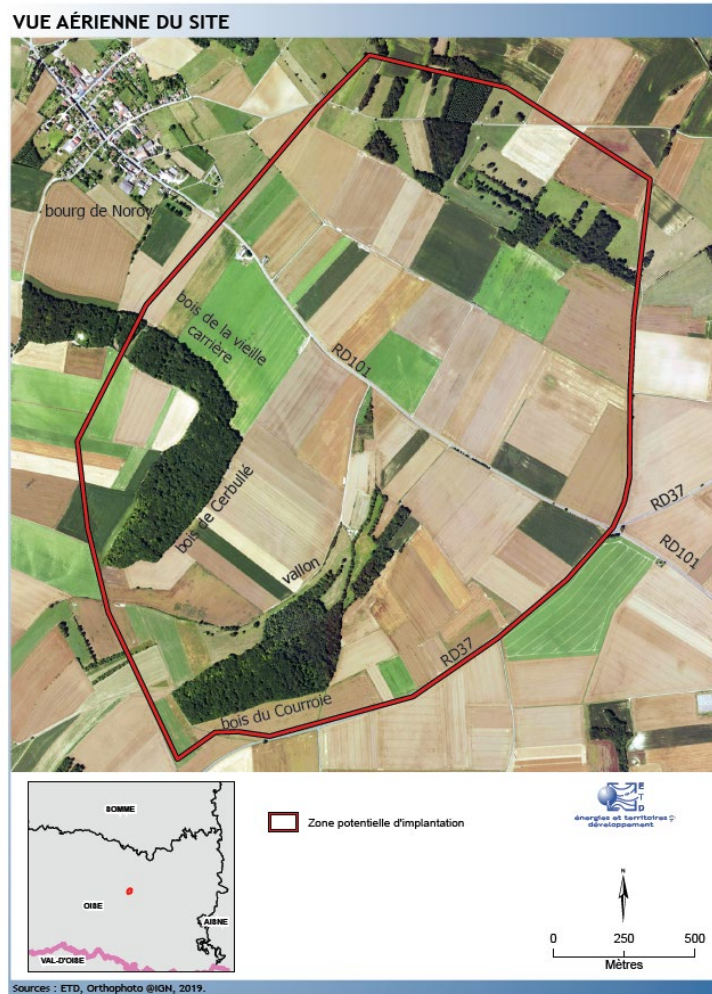 VUE AÉRIENNE DU SITE
bourg de Noroy
bois de la vieille
carrière
RD101
bois de Cerbullé
vallon
RD37
RD101
RD37
bois du Courroie
SOMME
OISE
AISNE
VAL-D'OISE
Zone potentielle d'implantation
E
T
D
énergies et territoires
développement
N
0 250 500
Mètres
Sources : ETD, Orthophoto @IGN, 2019.